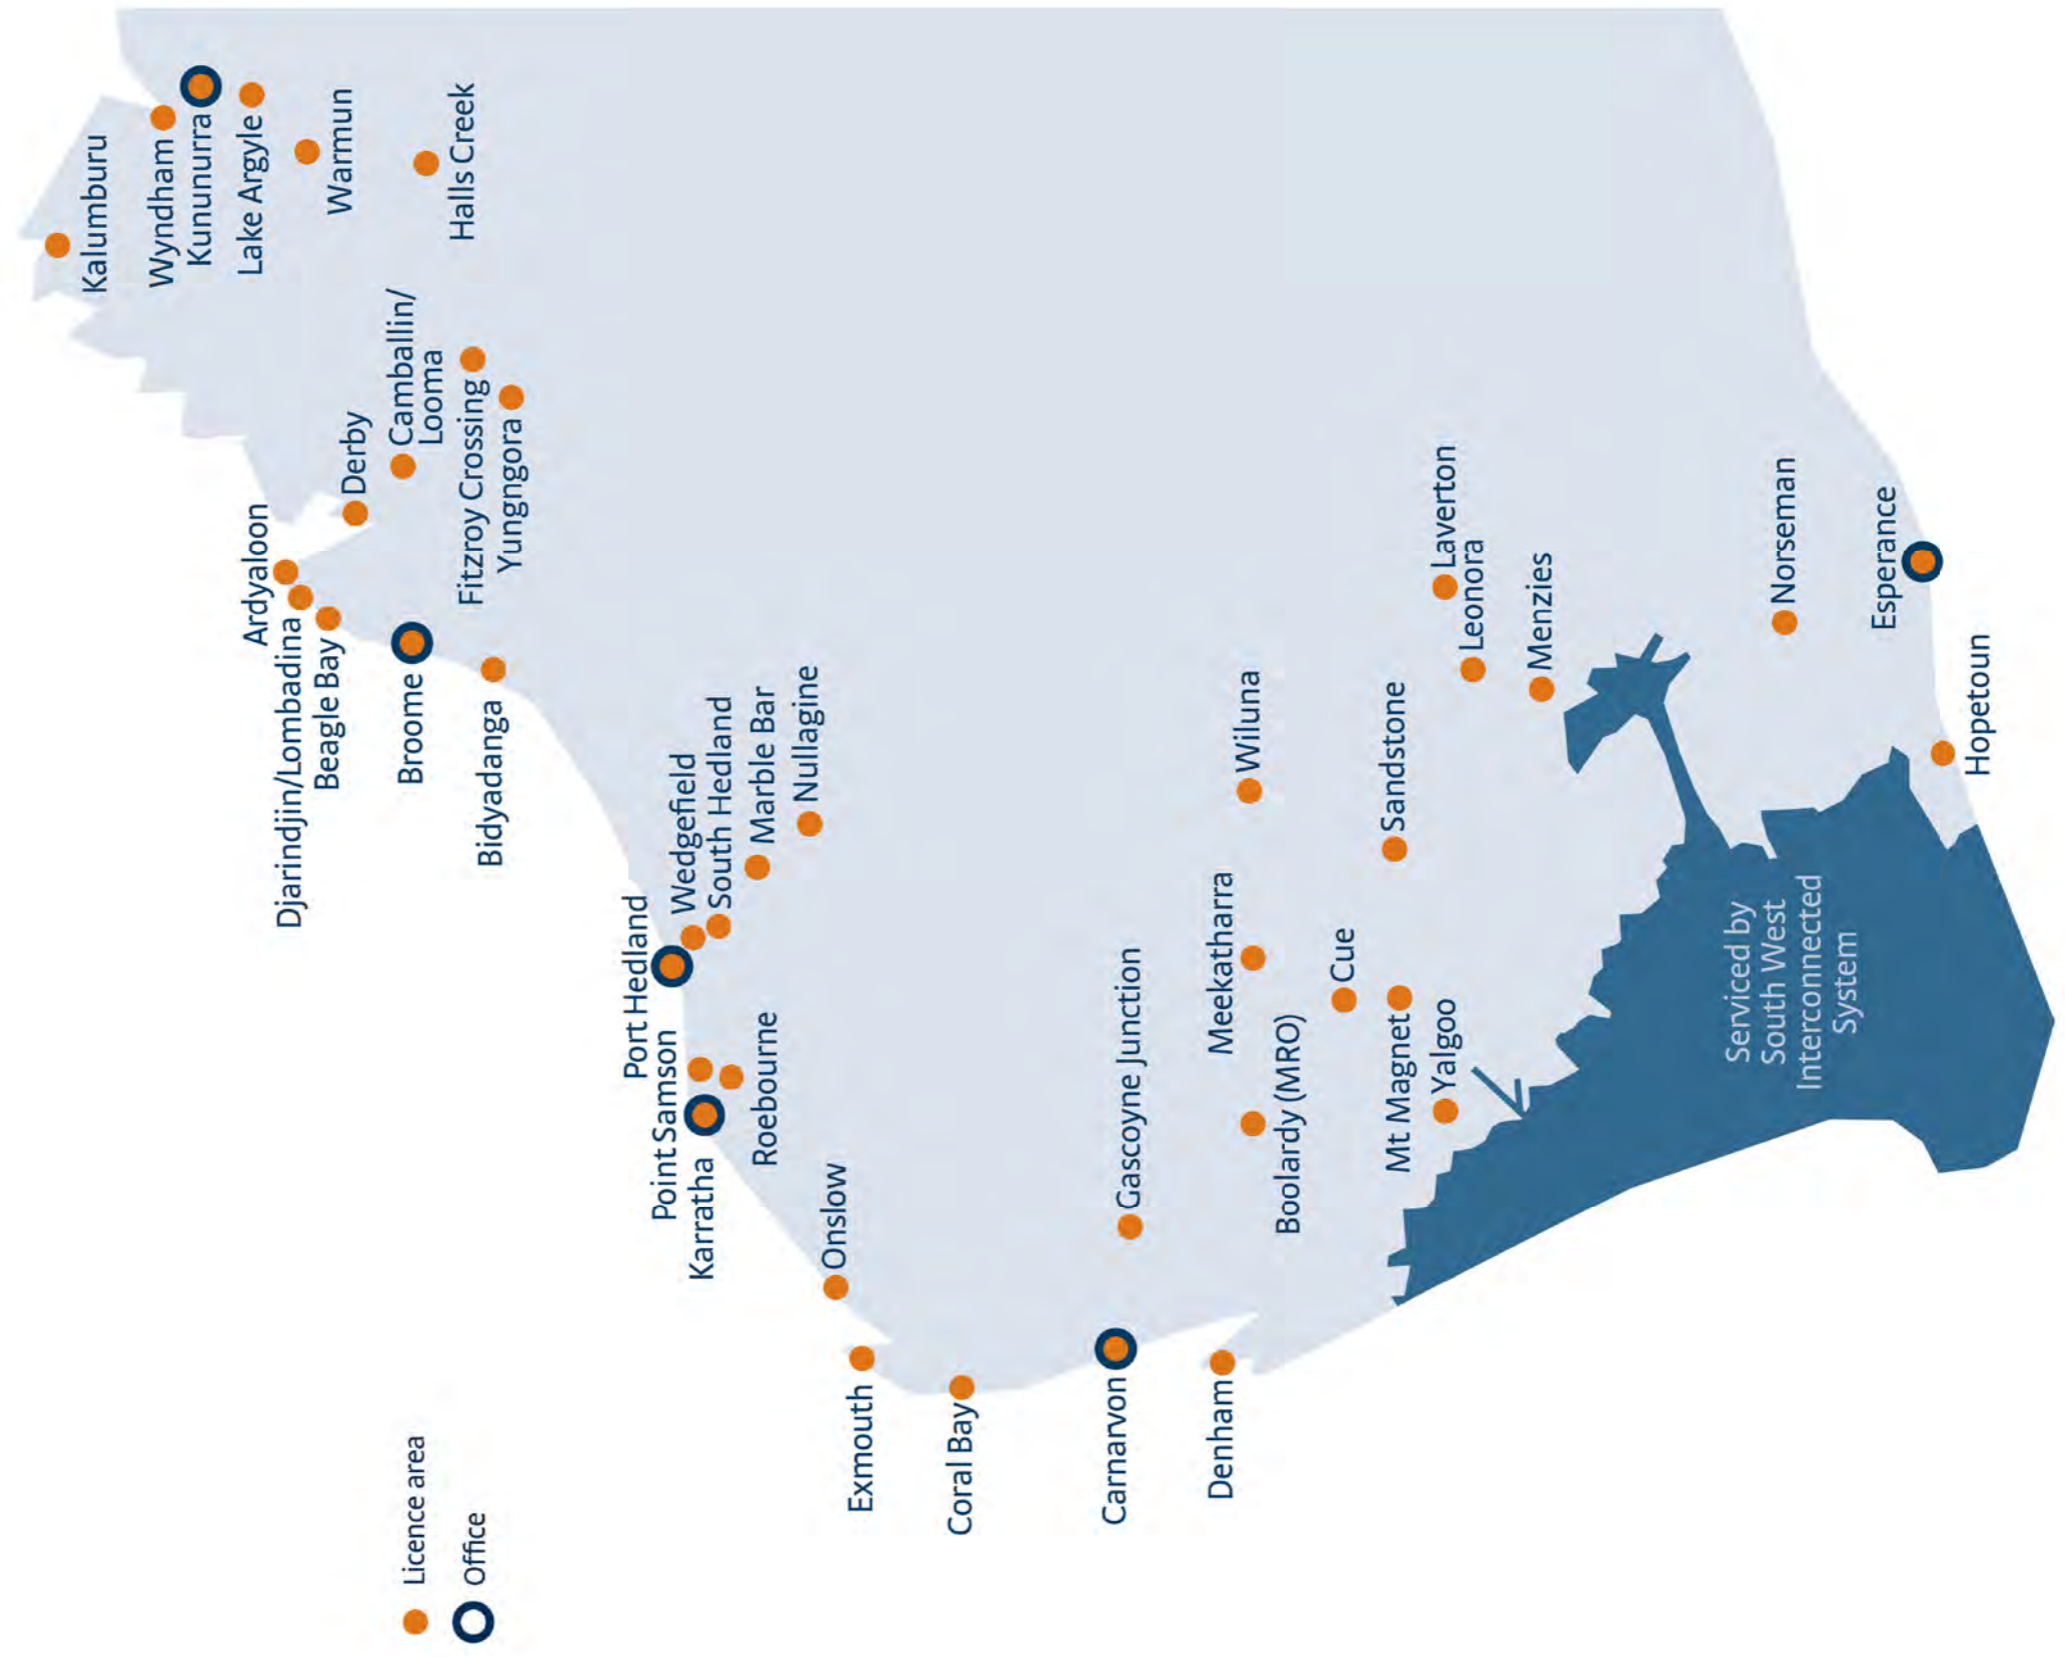 Kalumburu
Wyndham
Kununurra
Lake Argyle
Warmun
Halls Creek
Ardyaloon
Djarindjin/Lombadina
Beagle Bay
Derby
Camballin/
Looma
Broome
Fitzroy Crossing
Yungngora
Bidyadanga
Port Hedland
Wedgefield
South Hedland
Point Samson
Karratha
Roebourne
Marble Bar
Nullagine
Onslow
Exmouth
Coral Bay
Carnarvon
Gascoyne Junction
Denham
Meekatharra
Wiluna
Boolardy (MRO)
Cue
Sandstone
Mt Magnet
Yalgoo
Laverton
Leonora
Menzies
Norseman
Esperance
Hopetoun
Serviced by
South West
Interconnected
System
Licence area
Office